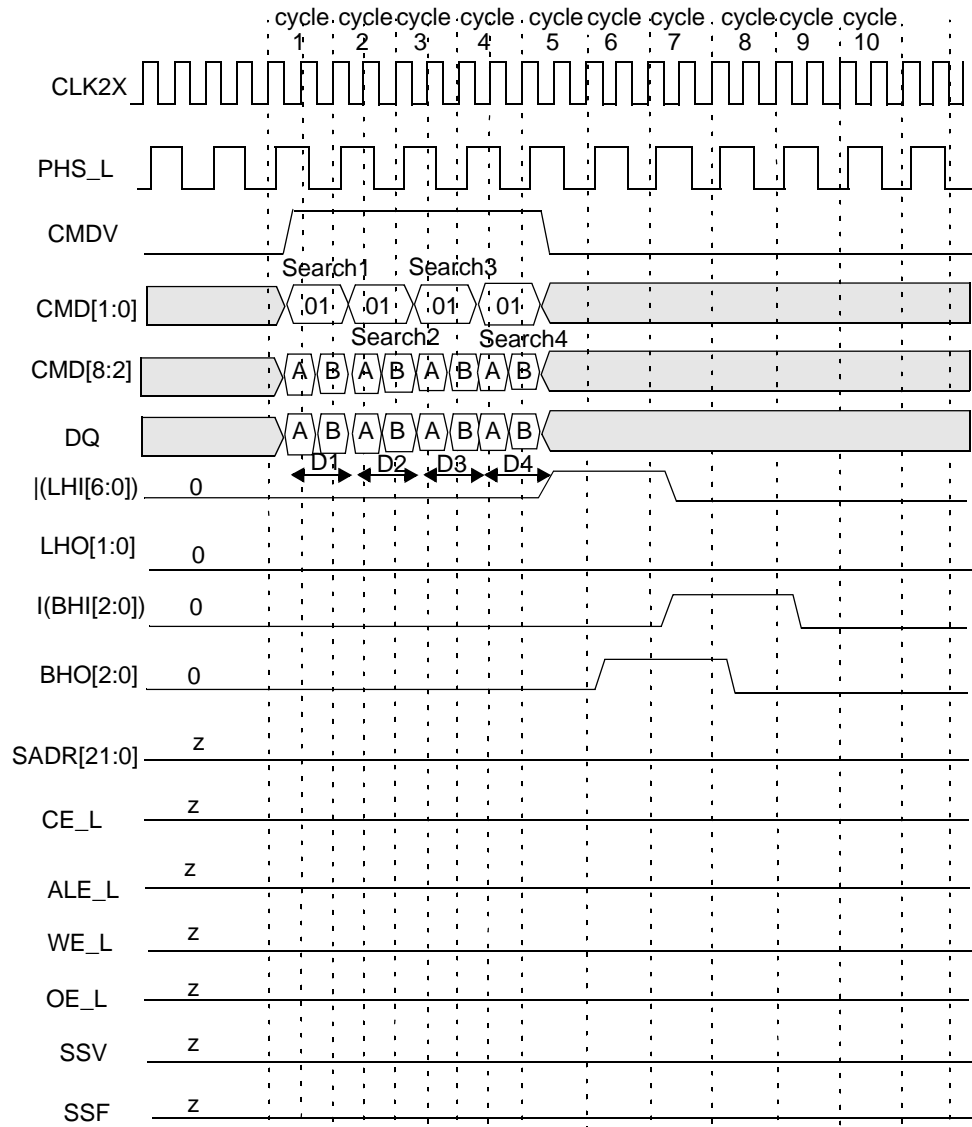 cycle cycle cycle cycle cycle cycle cycle cycle cycle cycle
1 2 3 4 5 6 7 8 9 10
CLK2X
PHS_L
CMDV
Search1 Search3
CMD[1:0] 01 01 01 01
Search2 Search4
CMD[8:2] A B A B A B A B
DQ A B A B A B A B
D1 D2 D3 D4
|(LHI[6:0]) 0
LHO[1:0] 0
I(BHI[2:0]) 0
BHO[2:0] 0
SADR[21:0] z
CE_L z
ALE_L z
WE_L z
OE_L z
SSV z
SSF z